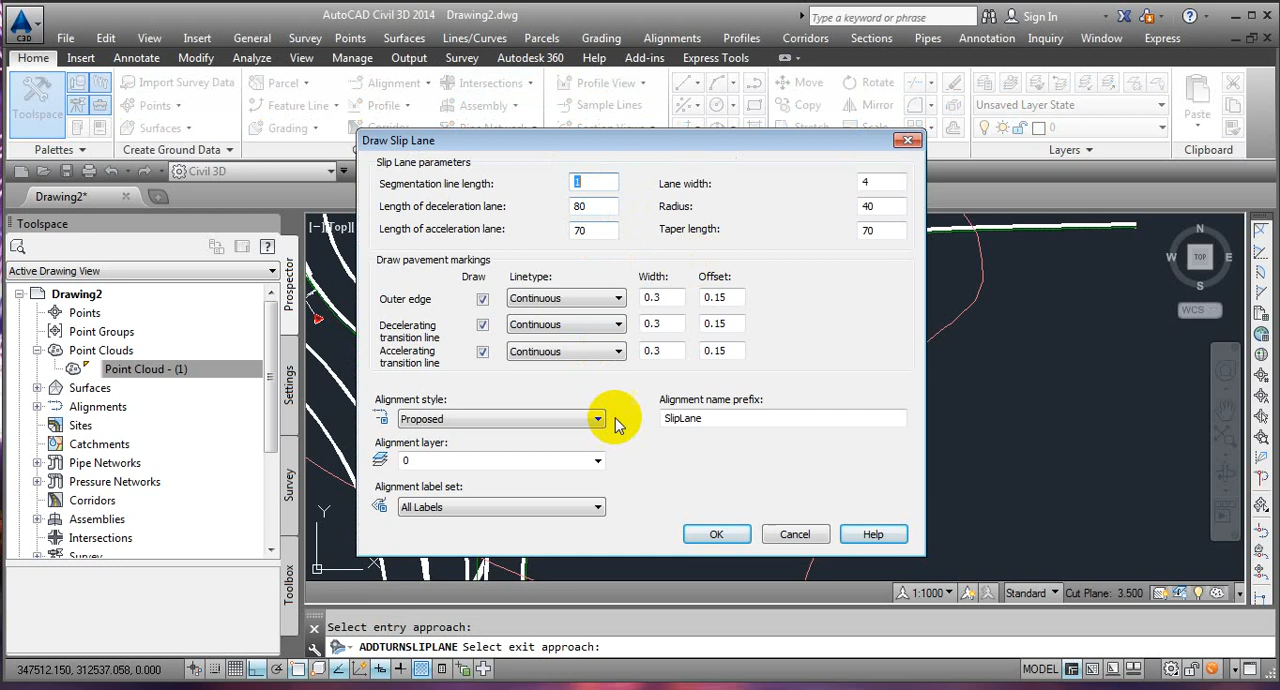 AutoCAD Civil 3D 2014 Drawing2.dwg
Type a keyword or phrase
Sign In
C3D
File Edit View Insert General Survey Points Surfaces Lines/Curves Parcels Grading Alignments Profiles Corridors Sections Pipes Annotation Inquiry Window Express
Home Insert Annotate Modify Analyze View Manage Output Survey Autodesk 360 Help Add-ins Express Tools
Toolspace
Import Survey Data
Points
Surfaces
Parcel
Feature Line
Grading
Alignment
Profile
Intersections
Assembly
Profile View
Sample Lines
Move
Rotate
Copy
Mirror
Unsaved Layer State
0
Paste
Palettes
Create Ground Data
Layers
Clipboard
Civil 3D
Drawing2*
Toolspace
Active Drawing View
Drawing2
Points
Point Groups
Point Clouds
Point Cloud - (1)
Surfaces
Alignments
Sites
Catchments
Pipe Networks
Pressure Networks
Corridors
Assemblies
Intersections
Survey
Prospector
Settings
Survey
Toolbox
[−][Top]
Draw Slip Lane
Slip Lane parameters
Segmentation line length: 1
Lane width: 4
Length of deceleration lane: 80
Radius: 40
Length of acceleration lane: 70
Taper length: 70
Draw pavement markings
Draw Linetype: Width: Offset:
Outer edge Continuous 0.3 0.15
Decelerating
transition line Continuous 0.3 0.15
Accelerating
transition line Continuous 0.3 0.15
Alignment style:
Proposed
Alignment name prefix:
SlipLane
Alignment layer:
0
Alignment label set:
All Labels
OK Cancel Help
N
W TOP E
S
WCS
Y
X
1:1000 Standard Cut Plane: 3.500
Select entry approach:
ADDTURNSLIPLANE Select exit approach:
347512.150, 312537.058, 0.000
MODEL